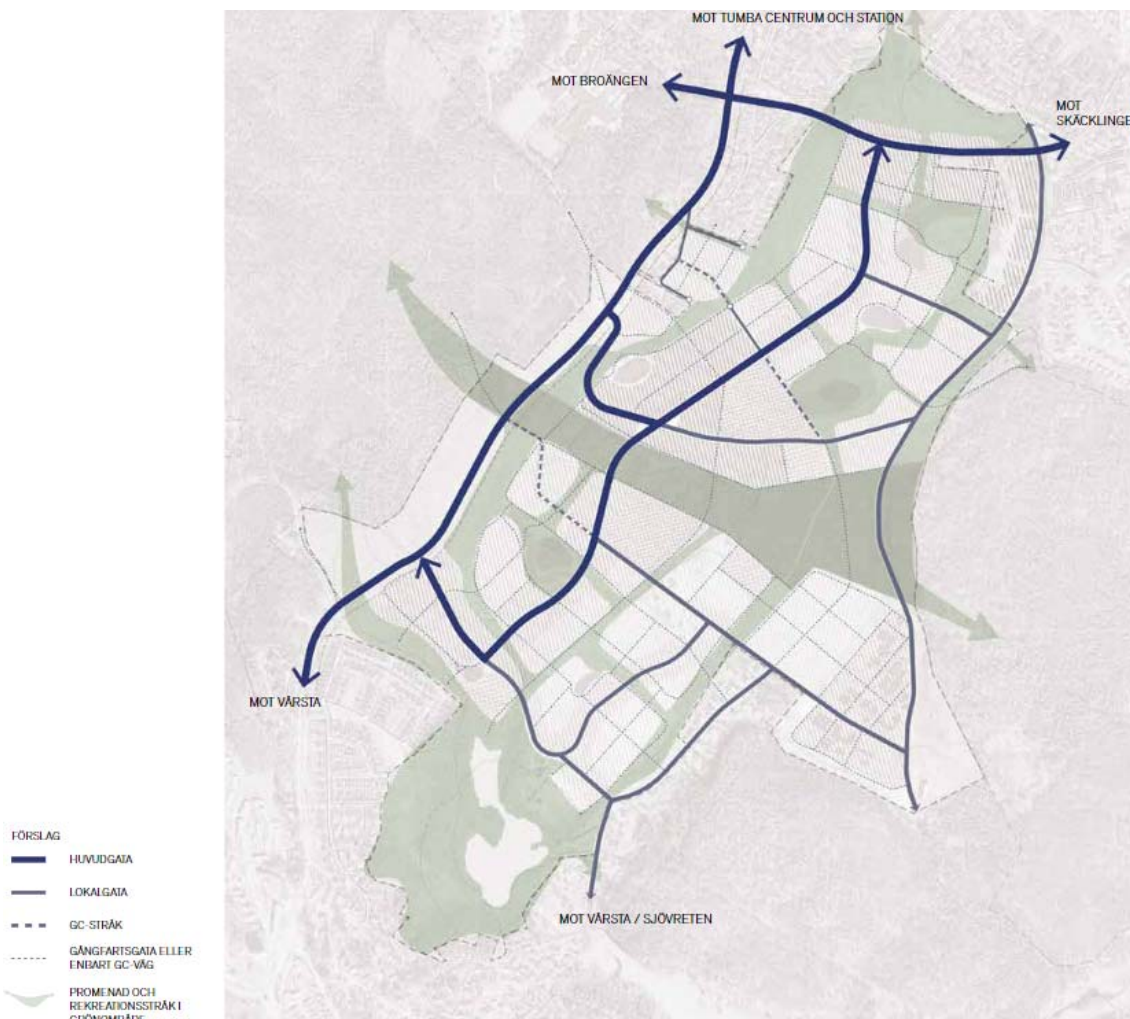 MOT TUMBA CENTRUM OCH STATION
MOT BROÄNGEN
MOT
SKÄCKLINGE
MOT VÅRSTA
MOT VÅRSTA / SJÖVRETEN
FÖRSLAG
HUVUDGATA
LOKALGATA
GC-STRÅK
GÅNGFARTSGATA ELLER
ENBART GC-VÄG
PROMENAD OCH
REKREATIONSSTRÅK I
GRÖNOMRÅDE